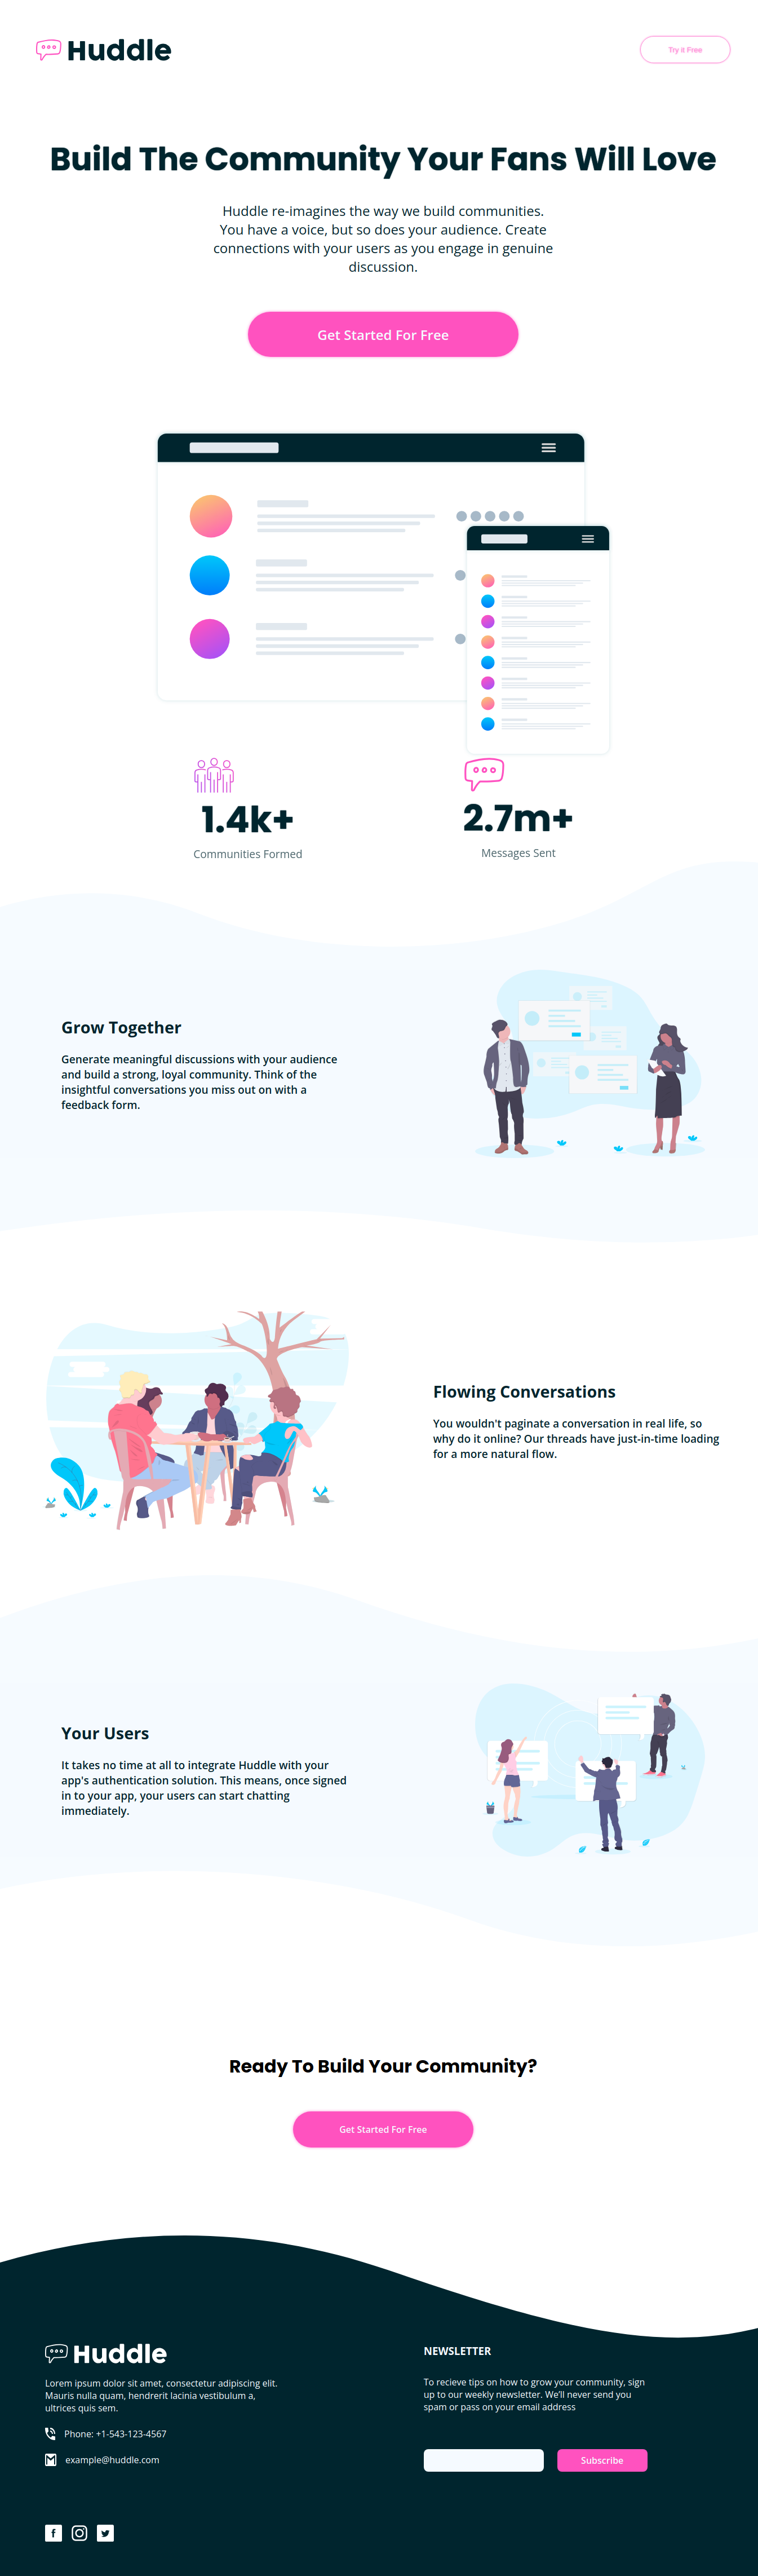 Huddle
Try it Free
Build The Community Your Fans Will Love
Huddle re-imagines the way we build communities.
You have a voice, but so does your audience. Create
connections with your users as you engage in genuine
discussion.
Get Started For Free
1.4k+
Communities Formed
2.7m+
Messages Sent
Grow Together
Generate meaningful discussions with your audience
and build a strong, loyal community. Think of the
insightful conversations you miss out on with a
feedback form.
Flowing Conversations
You wouldn't paginate a conversation in real life, so
why do it online? Our threads have just-in-time loading
for a more natural flow.
Your Users
It takes no time at all to integrate Huddle with your
app's authentication solution. This means, once signed
in to your app, your users can start chatting
immediately.
Ready To Build Your Community?
Get Started For Free
Huddle
Lorem ipsum dolor sit amet, consectetur adipiscing elit.
Mauris nulla quam, hendrerit lacinia vestibulum a,
ultrices quis sem.
Phone: +1-543-123-4567
example@huddle.com
NEWSLETTER
To recieve tips on how to grow your community, sign
up to our weekly newsletter. We'll never send you
spam or pass on your email address
Subscribe